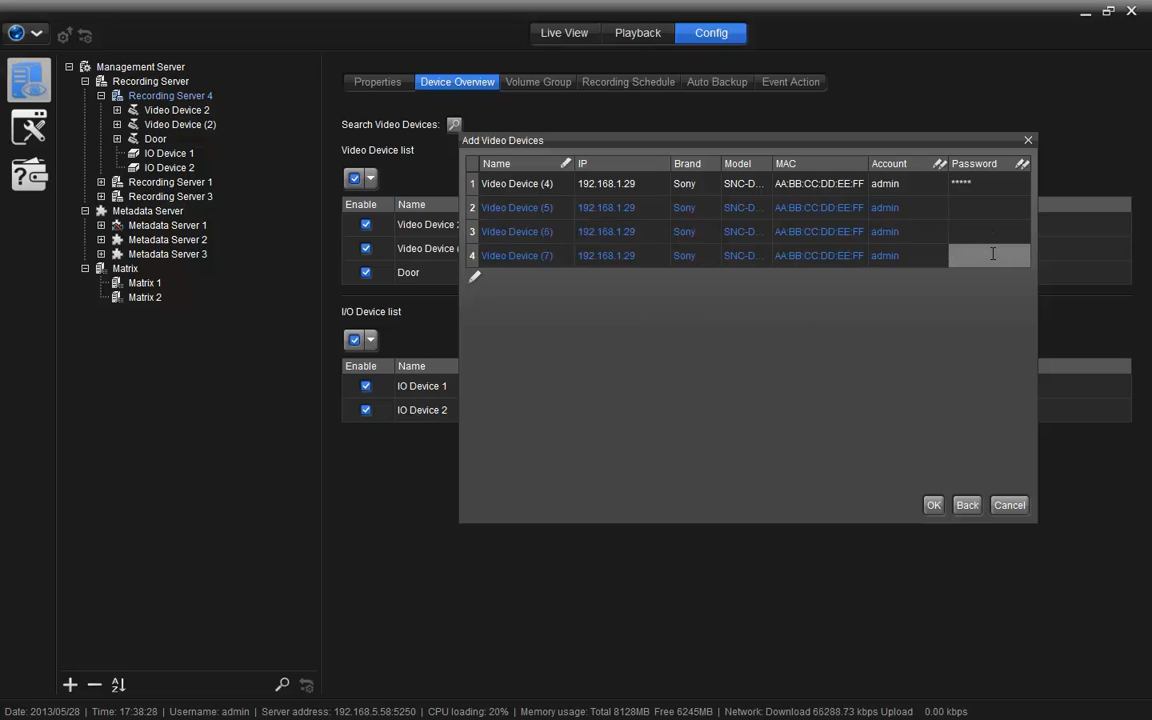 Live View Playback Config
Management Server
Recording Server
Recording Server 4
Video Device 2
Video Device (2)
Door
IO Device 1
IO Device 2
Recording Server 1
Recording Server 3
Metadata Server
Metadata Server 1
Metadata Server 2
Metadata Server 3
Matrix
Matrix 1
Matrix 2
Properties Device Overview Volume Group Recording Schedule Auto Backup Event Action
Search Video Devices:
Video Device list
Enable Name
Video Device
Video Device
Door
I/O Device list
Enable Name
IO Device 1
IO Device 2
Add Video Devices
Name IP Brand Model MAC Account Password
1 Video Device (4) 192.168.1.29 Sony SNC-D... AA:BB:CC:DD:EE:FF admin *****
2 Video Device (5) 192.168.1.29 Sony SNC-D... AA:BB:CC:DD:EE:FF admin
3 Video Device (6) 192.168.1.29 Sony SNC-D... AA:BB:CC:DD:EE:FF admin
4 Video Device (7) 192.168.1.29 Sony SNC-D... AA:BB:CC:DD:EE:FF admin
OK Back Cancel
Date: 2013/05/28 | Time: 17:38:28 | Username: admin | Server address: 192.168.5.58:5250 | CPU loading: 20% | Memory usage: Total 8128MB Free 6245MB | Network: Download 66288.73 kbps Upload 0.00 kbps